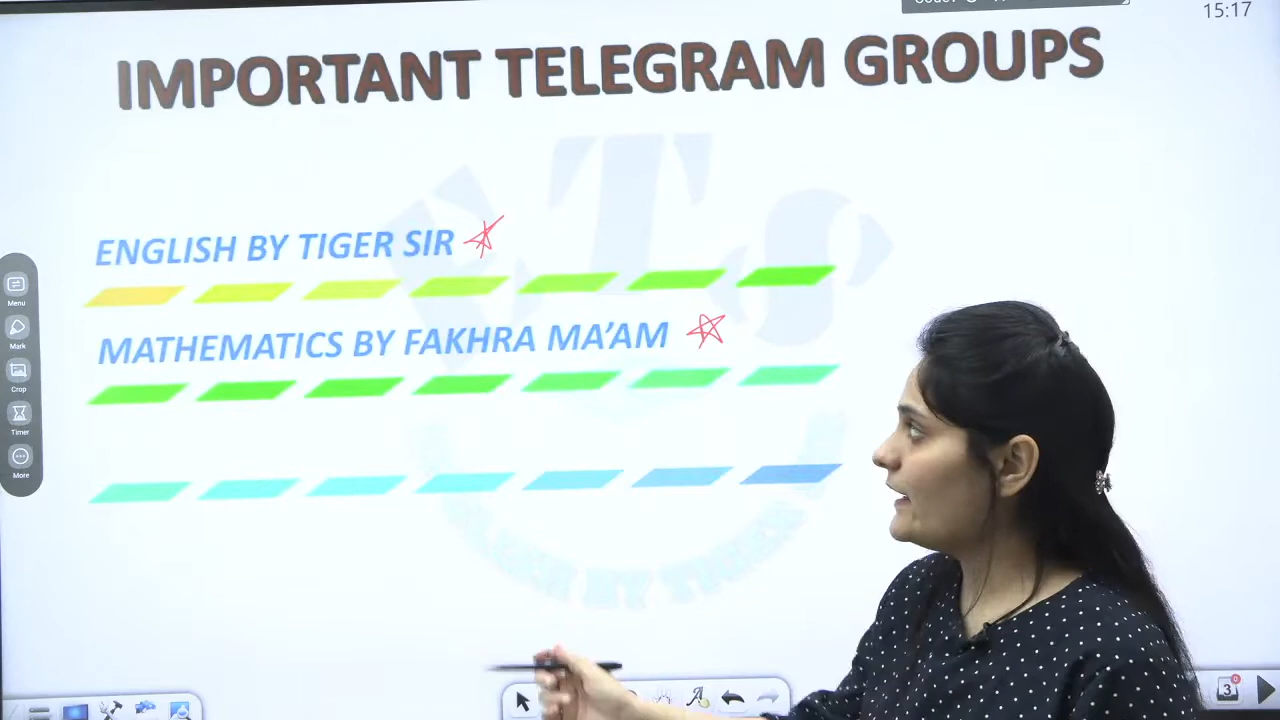 15:17
IMPORTANT TELEGRAM GROUPS
ENGLISH BY TIGER SIR
MATHEMATICS BY FAKHRA MA'AM
Menu
Mark
Crop
Timer
More
3